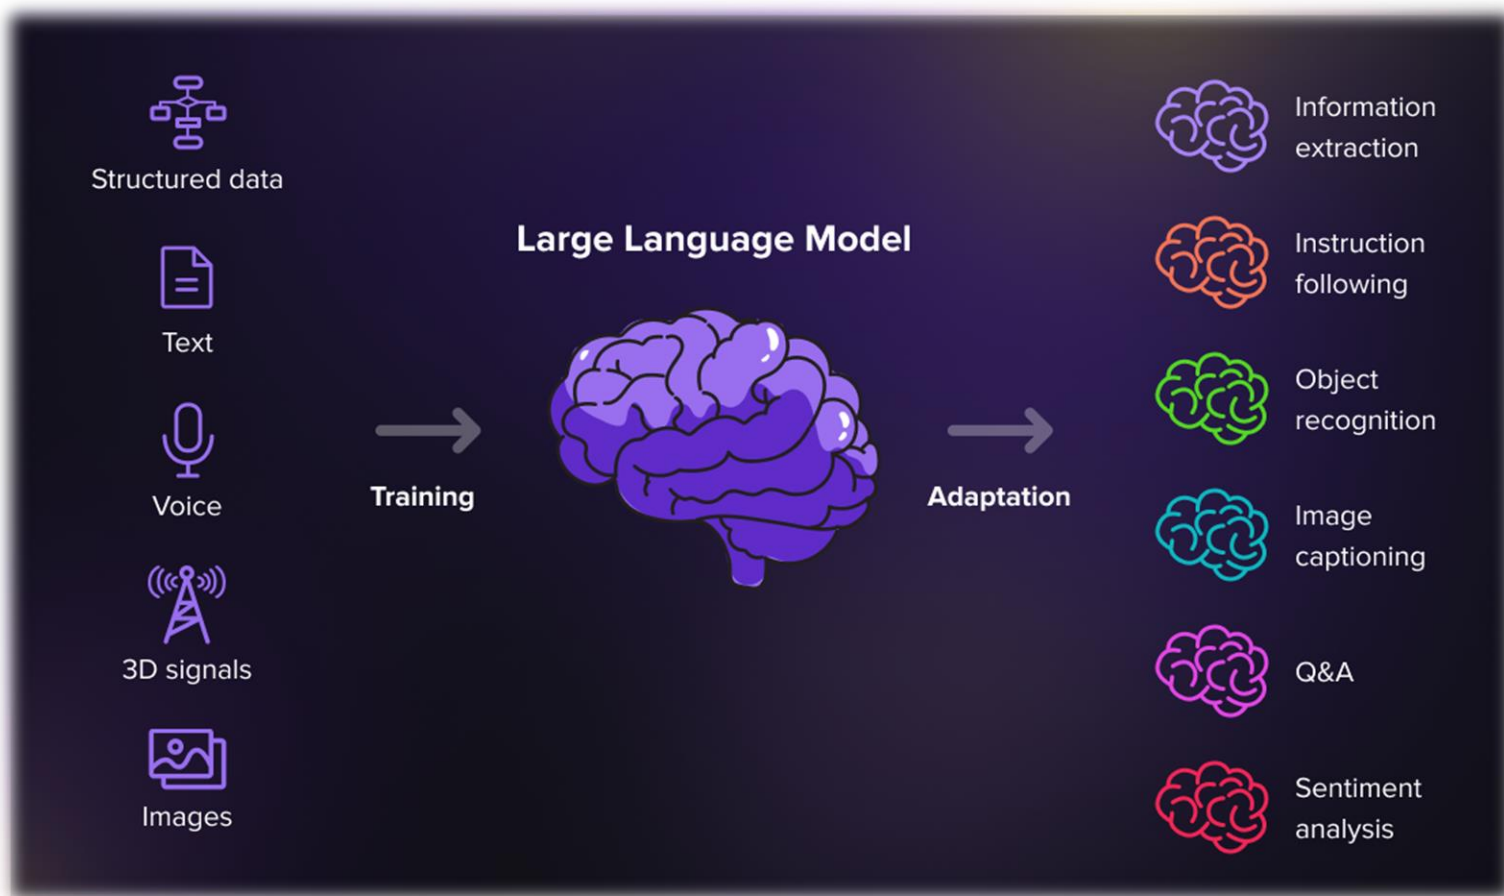 Structured data
Text
Voice
3D signals
Images
Training
Large Language Model
Adaptation
Information
extraction
Instruction
following
Object
recognition
Image
captioning
Q&A
Sentiment
analysis